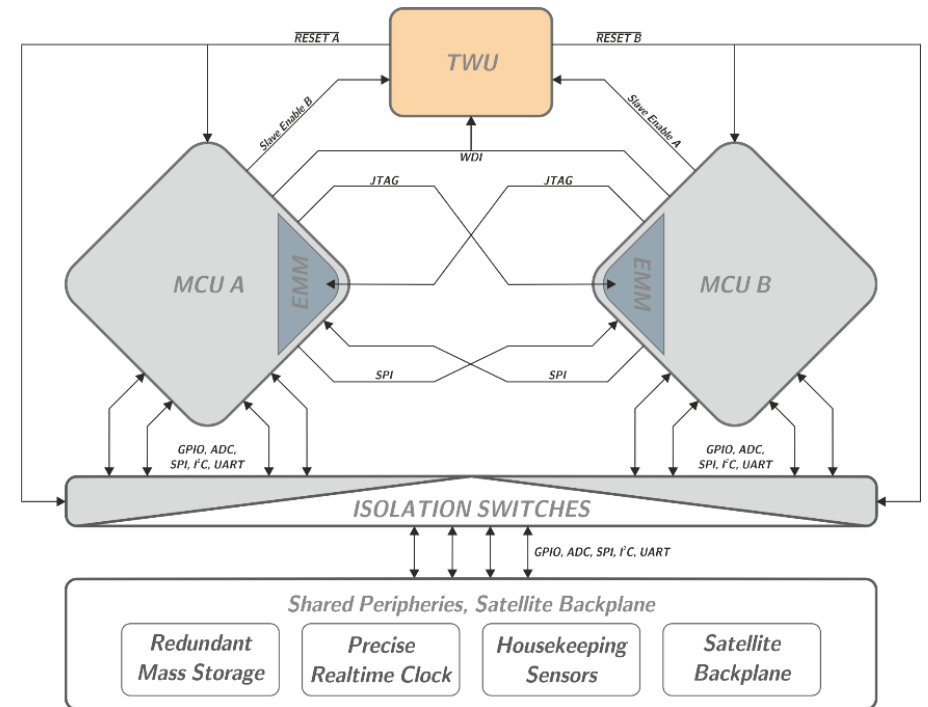 RESET A
RESET B
TWU
Slave Enable B
Slave Enable A
WDI
JTAG
JTAG
MCU A
EMM
EMM
MCU B
SPI
SPI
GPIO, ADC,
SPI, I²C, UART
GPIO, ADC,
SPI, I²C, UART
ISOLATION SWITCHES
GPIO, ADC, SPI, I²C, UART
Shared Peripheries, Satellite Backplane
Redundant
Mass Storage
Precise
Realtime Clock
Housekeeping
Sensors
Satellite
Backplane